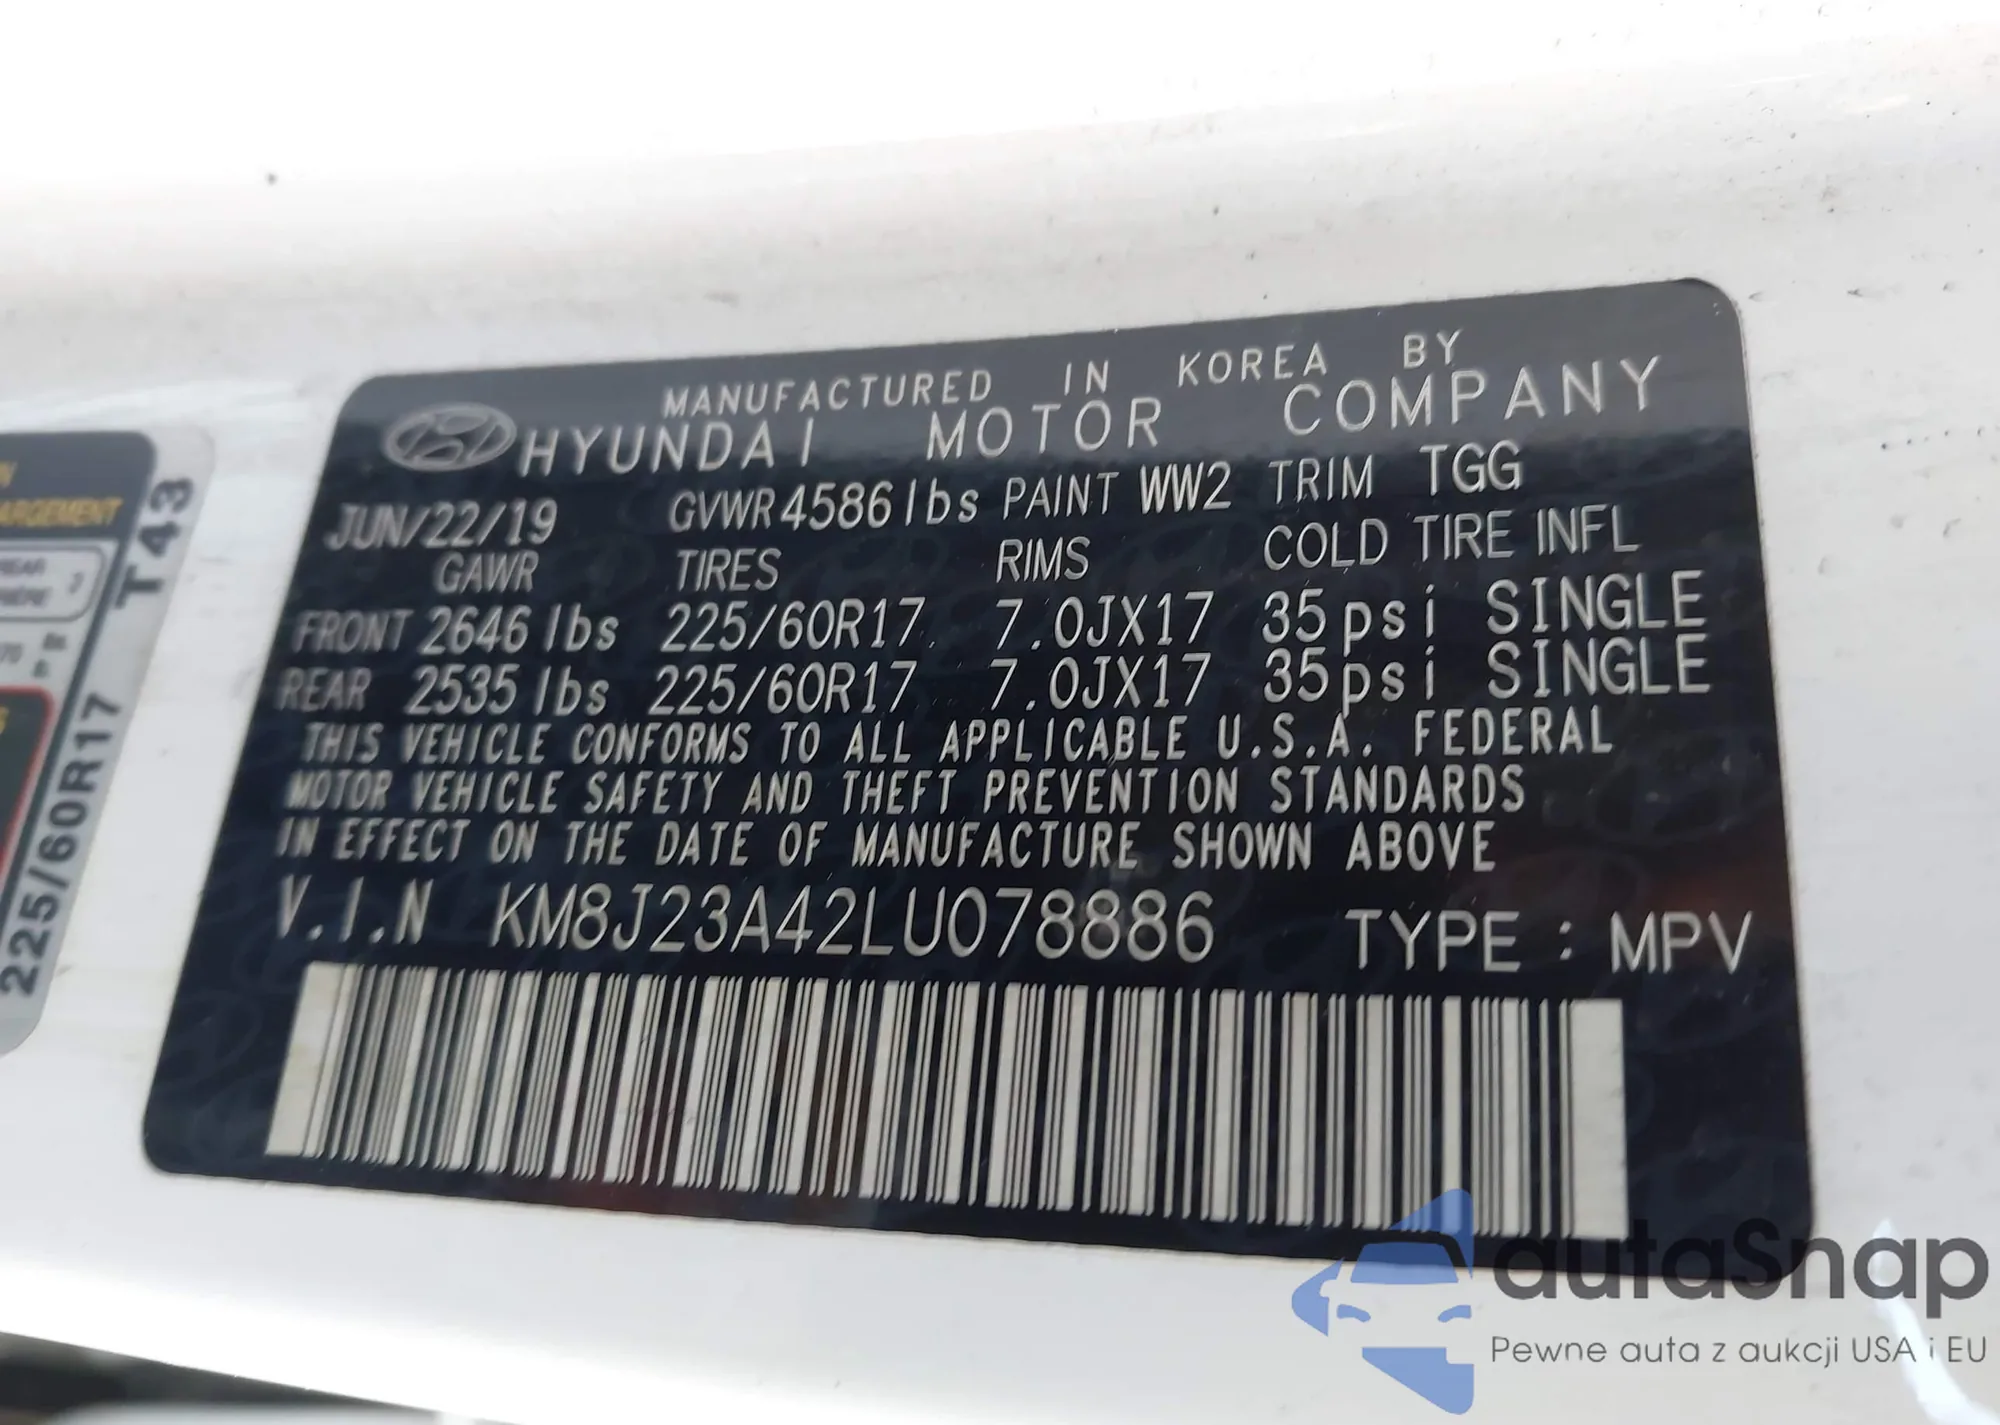 MANUFACTURED IN KOREA BY
HYUNDAI MOTOR COMPANY
JUN/22/19 GVWR 4586 lbs PAINT WW2 TRIM TGG
GAWR TIRES RIMS COLD TIRE INFL
FRONT 2646 lbs 225/60R17 7.0JX17 35psi SINGLE
REAR 2535 lbs 225/60R17 7.0JX17 35psi SINGLE
THIS VEHICLE CONFORMS TO ALL APPLICABLE U.S.A. FEDERAL
MOTOR VEHICLE SAFETY AND THEFT PREVENTION STANDARDS
IN EFFECT ON THE DATE OF MANUFACTURE SHOWN ABOVE
V.I.N KM8J23A42LU078886 TYPE : MPV
T43
225/60R17
autaSnap
Pewne auta z aukcji USA i EU